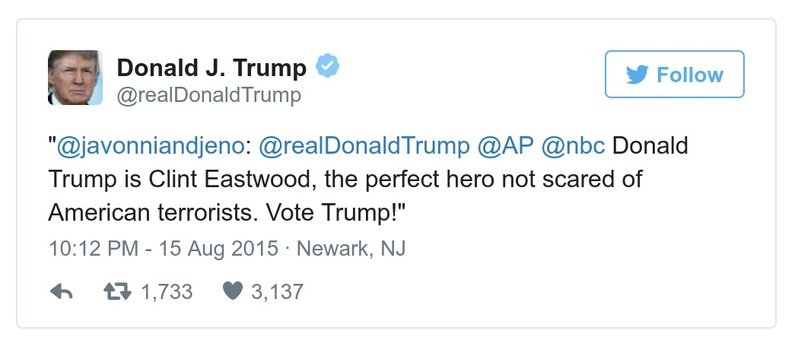 Donald J. Trump
@realDonaldTrump
Follow
"@javonniandjeno: @realDonaldTrump @AP @nbc Donald
Trump is Clint Eastwood, the perfect hero not scared of
American terrorists. Vote Trump!"
10:12 PM - 15 Aug 2015 · Newark, NJ
1,733 3,137